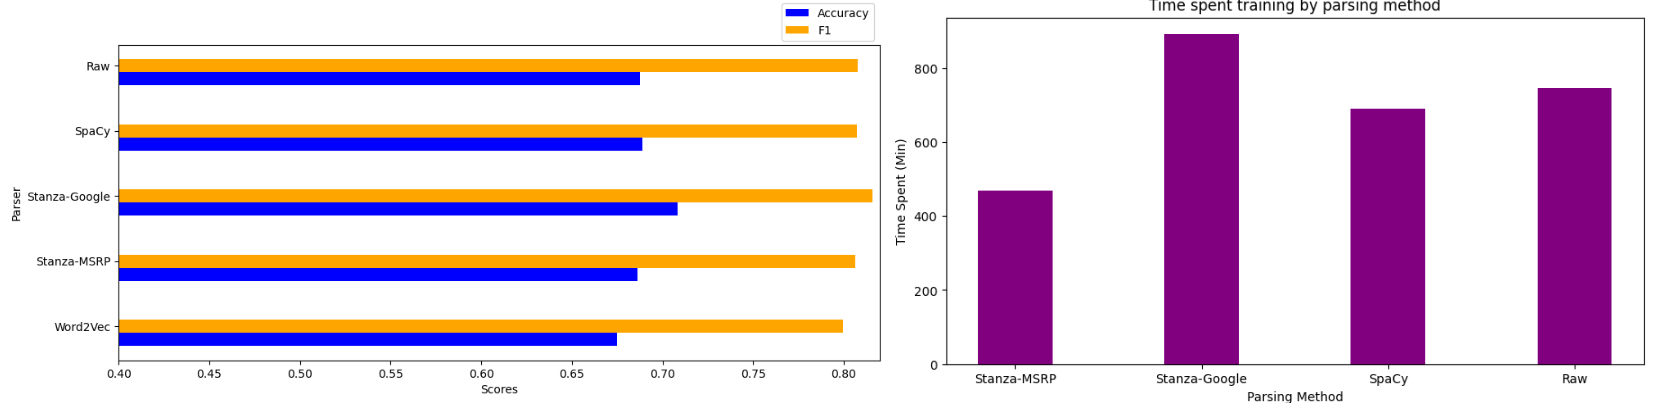 Accuracy
F1
Raw
SpaCy
Stanza-Google
Stanza-MSRP
Word2Vec
Parser
0.40 0.45 0.50 0.55 0.60 0.65 0.70 0.75 0.80
Scores
Time spent training by parsing method
800
600
400
200
0
Time Spent (Min)
Stanza-MSRP Stanza-Google SpaCy Raw
Parsing Method